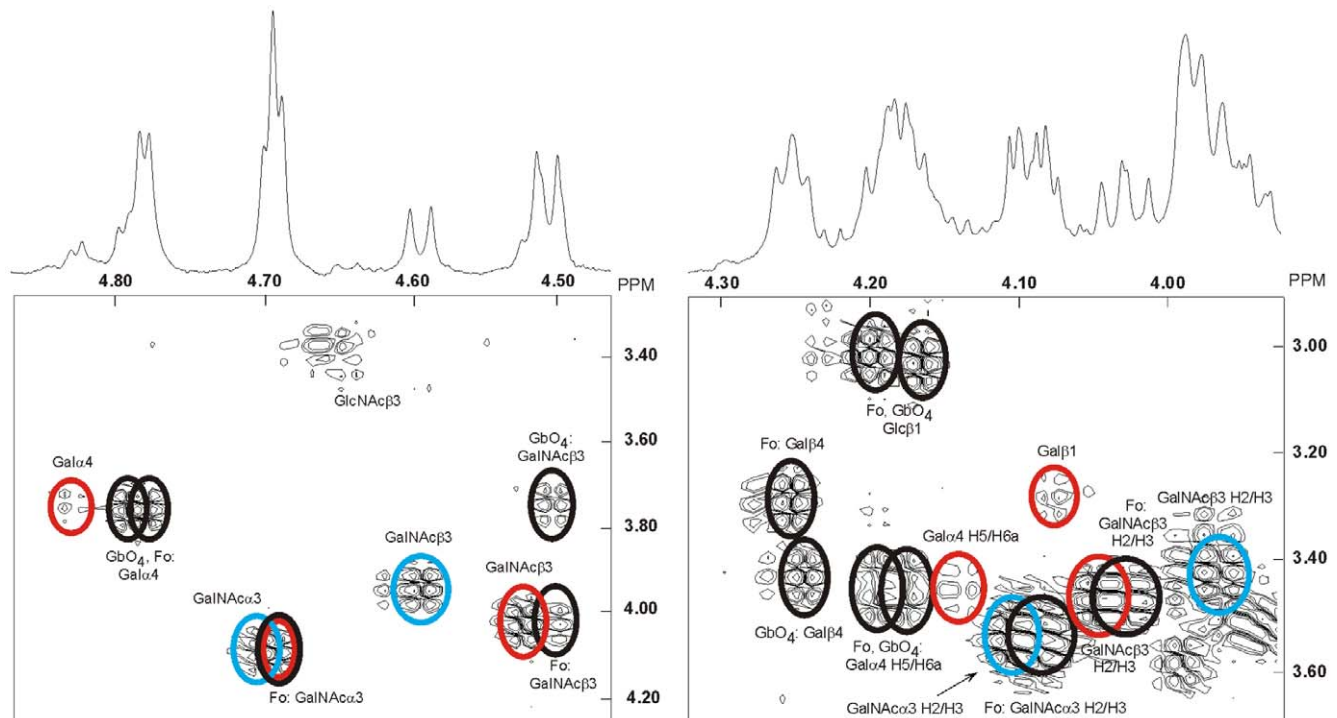 4.80 4.70 4.60 4.50 PPM
3.40
3.60
3.80
4.00
4.20
GlcNAcβ3
Galα4
GbO4:
GalNAcβ3
GbO4, Fo:
Galα4
GalNAcβ3
GalNAcα3
GalNAcβ3
Fo: GalNAcα3
Fo:
GalNAcβ3
4.30 4.20 4.10 4.00 PPM
3.00
3.20
3.40
3.60
Fo, GbO4
Glcβ1
Fo: Galβ4
Galβ1
GalNAcβ3 H2/H3
Fo:
GalNAcβ3
H2/H3
Galα4 H5/H6a
GbO4: Galβ4
Fo, GbO4:
Galα4 H5/H6a
GalNAcβ3
H2/H3
GalNAcα3 H2/H3
Fo: GalNAcα3 H2/H3